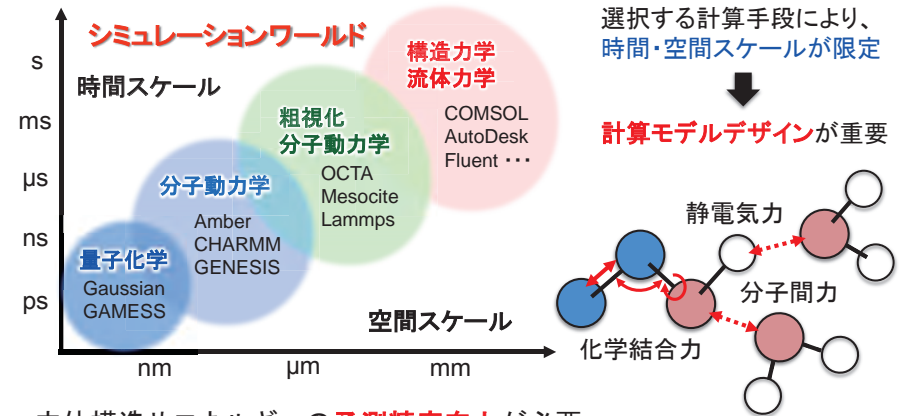 シミュレーションワールド
時間スケール
s
ms
µs
ns
ps
構造力学
流体力学
COMSOL
AutoDesk
Fluent ･･･
粗視化
分子動力学
OCTA
Mesocite
Lammps
分子動力学
Amber
CHARMM
GENESIS
量子化学
Gaussian
GAMESS
空間スケール
nm
µm
mm
選択する計算手段により、
時間・空間スケールが限定
計算モデルデザインが重要
静電気力
分子間力
化学結合力